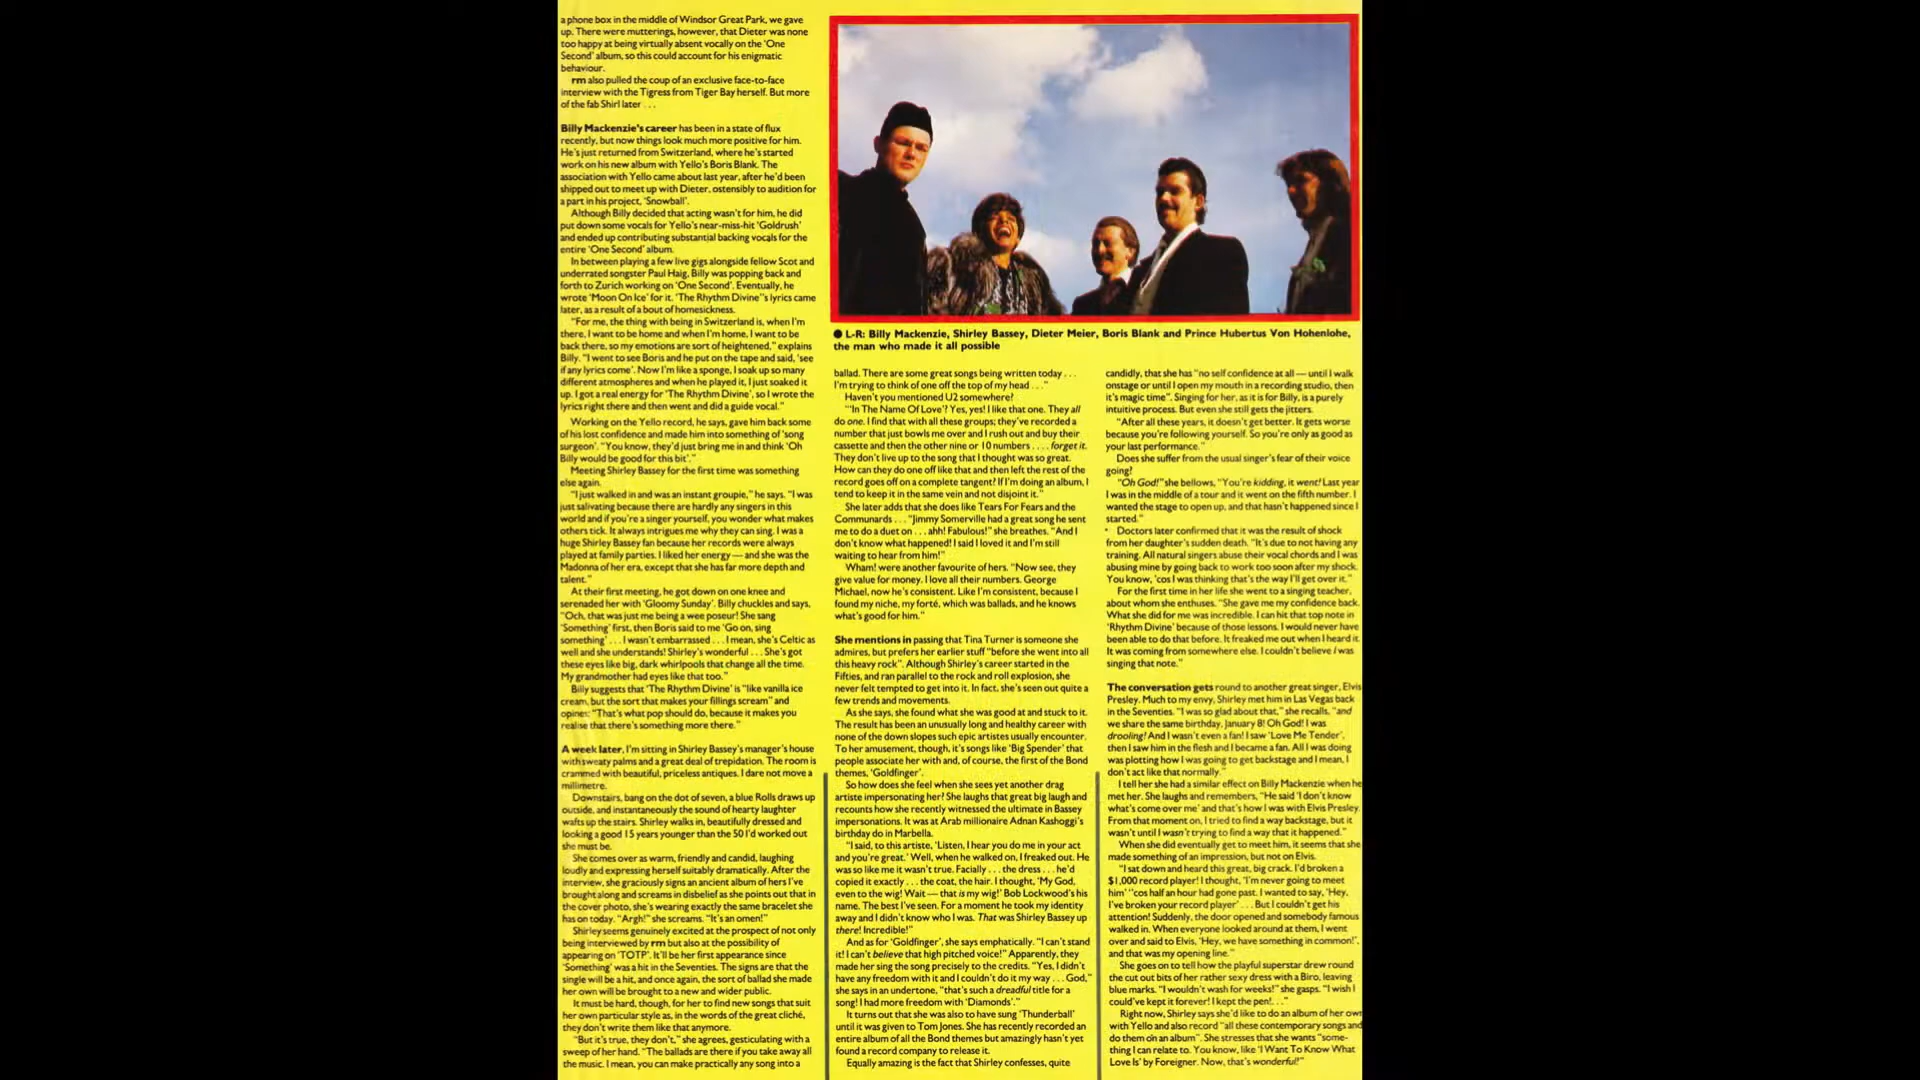 a phone box in the middle of Windsor Great Park, we gave
up. There were mutterings, however, that Dieter was none
too happy at being virtually absent vocally on the 'One
Second' album, so this could account for his enigmatic
behaviour.
rm also pulled the coup of an exclusive face-to-face
interview with the Tigress from Tiger Bay herself. But more
of the fab Shirl later . . .
Billy Mackenzie's career has been in a state of flux
recently, but now things look much more positive for him.
He's just returned from Switzerland, where he's started
work on his new album with Yello's Boris Blank. The
association with Yello came about last year, after he'd been
shipped out to meet up with Dieter, ostensibly to audition for
a part in his project, 'Snowball'.
Although Billy decided that acting wasn't for him, he did
put down some vocals for Yello's near-miss-hit 'Goldrush'
and ended up contributing substantial backing vocals for the
entire 'One Second' album.
In between playing a few live gigs alongside fellow Scot and
underrated songster Paul Haig, Billy was popping back and
forth to Zurich working on 'One Second'. Eventually, he
wrote 'Moon On Ice' for it. 'The Rhythm Divine''s lyrics came
later, as a result of a bout of homesickness.
"For me, the thing with being in Switzerland is, when I'm
there, I want to be home and when I'm home, I want to be
back there, so my emotions are sort of heightened," explains
Billy. "I went to see Boris and he put on the tape and said, 'see
if any lyrics come'. Now I'm like a sponge, I soak up so many
different atmospheres and when he played it, I just soaked it
up. I got a real energy for 'The Rhythm Divine', so I wrote the
lyrics right there and then went and did a guide vocal."
Working on the Yello record, he says, gave him back some
of his lost confidence and made him into something of 'song
surgeon'. "You know, they'd just bring me in and think 'Oh
Billy would be good for this bit'."
Meeting Shirley Bassey for the first time was something
else again.
"I just walked in and was an instant groupie," he says. "I was
just salivating because there are hardly any singers in this
world and if you're a singer yourself, you wonder what makes
others tick. It always intrigues me why they can sing. I was a
huge Shirley Bassey fan because her records were always
played at family parties. I liked her energy — and she was the
Madonna of her era, except that she has far more depth and
talent."
At their first meeting, he got down on one knee and
serenaded her with 'Gloomy Sunday'. Billy chuckles and says,
"Och, that was just me being a wee poseur! She sang
'Something' first, then Boris said to me 'Go on, sing
something' . . . I wasn't embarrassed . . . I mean, she's Celtic as
well and she understands! Shirley's wonderful . . . She's got
these eyes like big, dark whirlpools that change all the time.
My grandmother had eyes like that too."
Billy suggests that 'The Rhythm Divine' is "like vanilla ice
cream, but the sort that makes your fillings scream" and
opines: "That's what pop should do, because it makes you
realise that there's something more there."
A week later, I'm sitting in Shirley Bassey's manager's house
with sweaty palms and a great deal of trepidation. The room is
crammed with beautiful, priceless antiques. I dare not move a
millimetre.
Downstairs, bang on the dot of seven, a blue Rolls draws up
outside, and instantaneously the sound of hearty laughter
wafts up the stairs. Shirley walks in, beautifully dressed and
looking a good 15 years younger than the 50 I'd worked out
she must be.
She comes over as warm, friendly and candid, laughing
loudly and expressing herself suitably dramatically. After the
interview, she graciously signs an ancient album of hers I've
brought along and screams in disbelief as she points out that in
the cover photo, she's wearing exactly the same bracelet she
has on today. "Argh!" she screams. "It's an omen!"
Shirley seems genuinely excited at the prospect of not only
being interviewed by rm but also at the possibility of
appearing on 'TOTP'. It'll be her first appearance since
'Something' was a hit in the Seventies. The signs are that the
single will be a hit, and once again, the sort of ballad she made
her own will be brought to a new and wider public.
It must be hard, though, for her to find new songs that suit
her own particular style as, in the words of the great cliché,
they don't write them like that anymore.
"But it's true, they don't," she agrees, gesticulating with a
sweep of her hand. "The ballads are there if you take away all
the music. I mean, you can make practically any song into a
● L-R: Billy Mackenzie, Shirley Bassey, Dieter Meier, Boris Blank and Prince Hubertus Von Hohenlohe,
the man who made it all possible
ballad. There are some great songs being written today . . .
I'm trying to think of one off the top of my head . . ."
Haven't you mentioned U2 somewhere?
"'In The Name Of Love'? Yes, yes! I like that one. They all
do one. I find that with all these groups; they've recorded a
number that just bowls me over and I rush out and buy their
cassette and then the other nine or 10 numbers . . . . forget it.
They don't live up to the song that I thought was so great.
How can they do one off like that and then left the rest of the
record goes off on a complete tangent? If I'm doing an album, I
tend to keep it in the same vein and not disjoint it."
She later adds that she does like Tears For Fears and the
Communards . . . "Jimmy Somerville had a great song he sent
me to do a duet on . . . ahh! Fabulous!" she breathes. "And I
don't know what happened! I said I loved it and I'm still
waiting to hear from him!"
Wham! were another favourite of hers. "Now see, they
give value for money. I love all their numbers. George
Michael, now he's consistent. Like I'm consistent, because I
found my niche, my forté, which was ballads, and he knows
what's good for him."
She mentions in passing that Tina Turner is someone she
admires, but prefers her earlier stuff "before she went into all
this heavy rock". Although Shirley's career started in the
Fifties, and ran parallel to the rock and roll explosion, she
never felt tempted to get into it. In fact, she's seen out quite a
few trends and movements.
As she says, she found what she was good at and stuck to it.
The result has been an unusually long and healthy career with
none of the down slopes such epic artistes usually encounter.
To her amusement, though, it's songs like 'Big Spender' that
people associate her with and, of course, the first of the Bond
themes, 'Goldfinger'.
So how does she feel when she sees yet another drag
artiste impersonating her? She laughs that great big laugh and
recounts how she recently witnessed the ultimate in Bassey
impersonations. It was at Arab millionaire Adnan Kashoggi's
birthday do in Marbella.
"I said, to this artiste, 'Listen, I hear you do me in your act
and you're great.' Well, when he walked on, I freaked out. He
was so like me it wasn't true. Facially . . . the dress . . . he'd
copied it exactly . . . the coat, the hair. I thought, 'My God,
even to the wig! Wait — that is my wig!' Bob Lockwood's his
name. The best I've seen. For a moment he took my identity
away and I didn't know who I was. That was Shirley Bassey up
there! Incredible!"
And as for 'Goldfinger', she says emphatically. "I can't stand
it! I can't believe that high pitched voice!" Apparently, they
made her sing the song precisely to the credits. "Yes, I didn't
have any freedom with it and I couldn't do it my way . . . God,"
she says in an undertone, "that's such a dreadful title for a
song! I had more freedom with 'Diamonds'."
It turns out that she was also to have sung 'Thunderball'
until it was given to Tom Jones. She has recently recorded an
entire album of all the Bond themes but amazingly hasn't yet
found a record company to release it.
Equally amazing is the fact that Shirley confesses, quite
candidly, that she has "no self confidence at all — until I walk
onstage or until I open my mouth in a recording studio, then
it's magic time". Singing for her, as it is for Billy, is a purely
intuitive process. But even she still gets the jitters.
"After all these years, it doesn't get better. It gets worse
because you're following yourself. So you're only as good as
your last performance."
Does she suffer from the usual singer's fear of their voice
going?
"Oh God!" she bellows, "You're kidding, it went! Last year
I was in the middle of a tour and it went on the fifth number. I
wanted the stage to open up, and that hasn't happened since I
started."
Doctors later confirmed that it was the result of shock
from her daughter's sudden death. "It's due to not having any
training. All natural singers abuse their vocal chords and I was
abusing mine by going back to work too soon after my shock.
You know, 'cos I was thinking that's the way I'll get over it."
For the first time in her life she went to a singing teacher,
about whom she enthuses. "She gave me my confidence back.
What she did for me was incredible. I can hit that top note in
'Rhythm Divine' because of those lessons. I would never have
been able to do that before. It freaked me out when I heard it.
It was coming from somewhere else. I couldn't believe I was
singing that note."
The conversation gets round to another great singer, Elvis
Presley. Much to my envy, Shirley met him in Las Vegas back
in the Seventies. "I was so glad about that," she recalls, "and
we share the same birthday, January 8! Oh God! I was
drooling! And I wasn't even a fan! I saw 'Love Me Tender',
then I saw him in the flesh and I became a fan. All I was doing
was plotting how I was going to get backstage and I mean, I
don't act like that normally."
I tell her she had a similar effect on Billy Mackenzie when he
met her. She laughs and remembers, "He said 'I don't know
what's come over me' and that's how I was with Elvis Presley.
From that moment on, I tried to find a way backstage, but it
wasn't until I wasn't trying to find a way that it happened."
When she did eventually get to meet him, it seems that she
made something of an impression, but not on Elvis.
"I sat down and heard this great, big crack. I'd broken a
$1,000 record player! I thought, 'I'm never going to meet
him' "cos half an hour had gone past. I wanted to say, 'Hey,
I've broken your record player' . . . But I couldn't get his
attention! Suddenly, the door opened and somebody famous
walked in. When everyone looked around at them, I went
over and said to Elvis, 'Hey, we have something in common!',
and that was my opening line."
She goes on to tell how the playful superstar drew round
the cut out bits of her rather sexy dress with a Biro, leaving
blue marks. "I wouldn't wash for weeks!" she gasps. "I wish I
could've kept it forever! I kept the pen!. . ."
Right now, Shirley says she'd like to do an album of her own
with Yello and also record "all these contemporary songs and
do them on an album". She stresses that she wants "some-
thing I can relate to. You know, like 'I Want To Know What
Love Is' by Foreigner. Now, that's wonderful!"